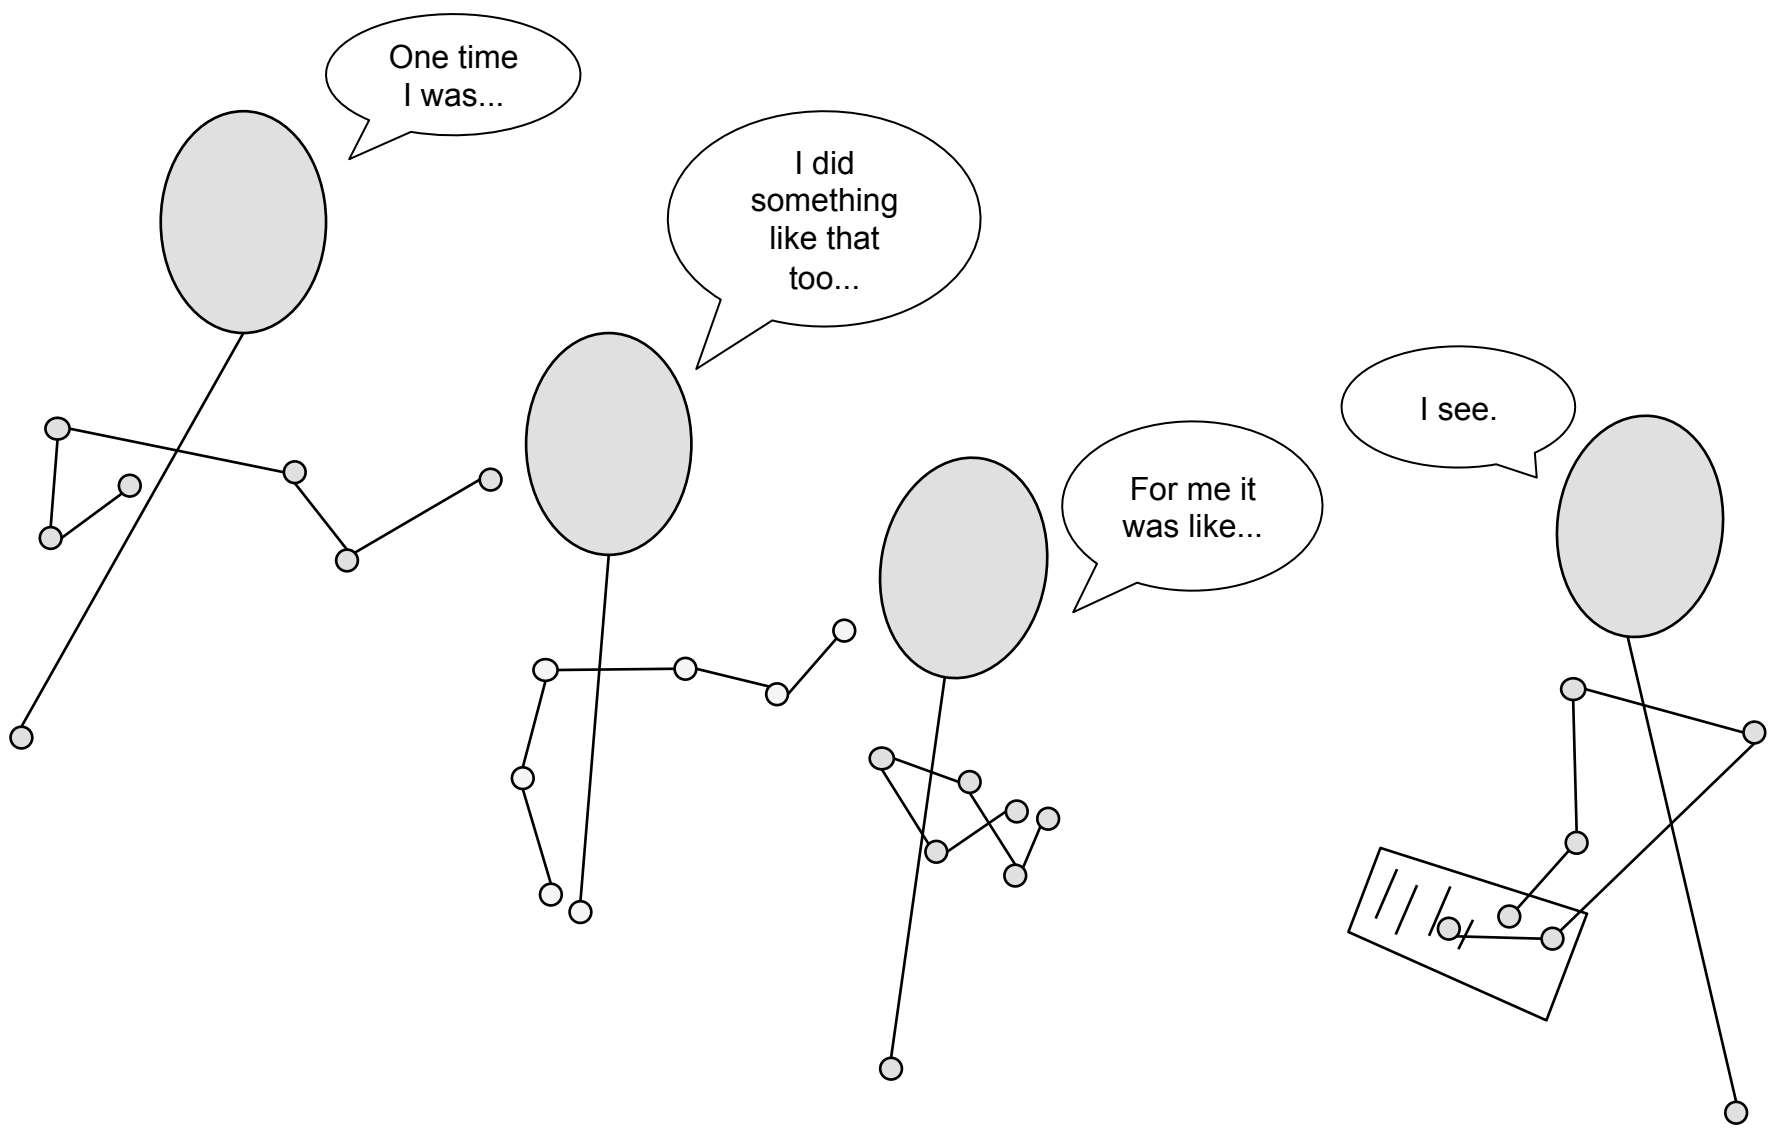 One time
I was...
I did
something
like that
too...
For me it
was like...
I see.